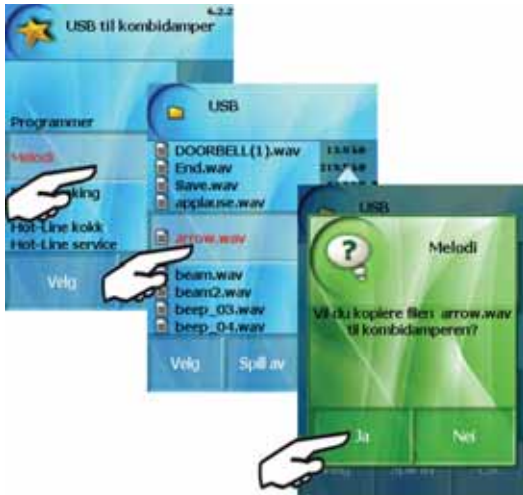 4.2.2
USB til kombidamper
Programmer
Melodi
Hot-Line kokk
Hot-Line service
Velg
USB
DOORBELL(1).wav
End.wav
Save.wav
applause.wav
arrow.wav
beam.wav
beam2.wav
beep_03.wav
beep_04.wav
Velg Spill av
USB
Melodi
Vil du kopiere filen arrow.wav
til kombidamperen?
Ja Nei